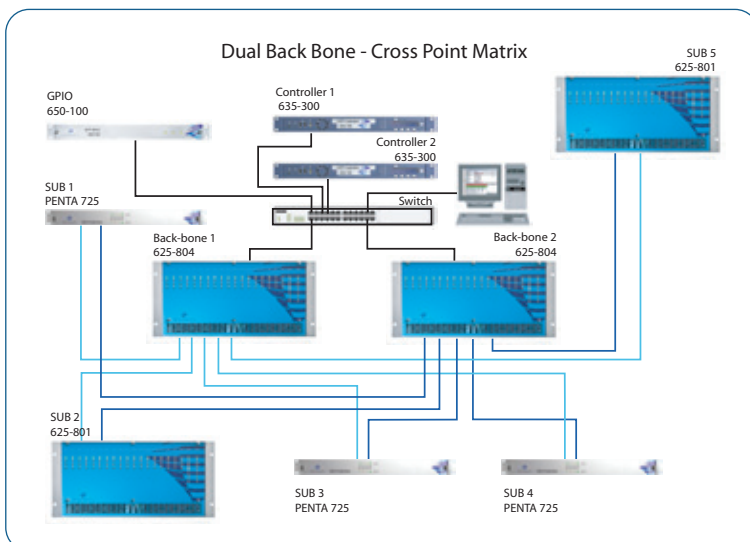 Dual Back Bone - Cross Point Matrix
SUB 5
625-801
GPIO
650-100
Controller 1
635-300
Controller 2
635-300
SUB 1
PENTA 725
Switch
Back-bone 1
625-804
Back-bone 2
625-804
SUB 2
625-801
SUB 3
PENTA 725
SUB 4
PENTA 725